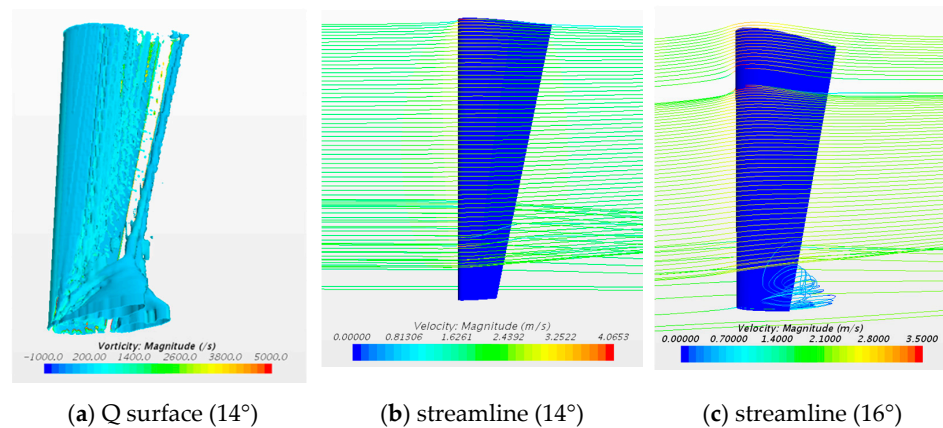 Vorticity: Magnitude (/s)
-1000.0 200.00 1400.0 2600.0 3800.0 5000.0
Velocity: Magnitude (m/s)
0.00000 0.81306 1.6261 2.4392 3.2522 4.0653
Velocity: Magnitude (m/s)
0.00000 0.70000 1.4000 2.1000 2.8000 3.5000
(a) Q surface (14°)
(b) streamline (14°)
(c) streamline (16°)